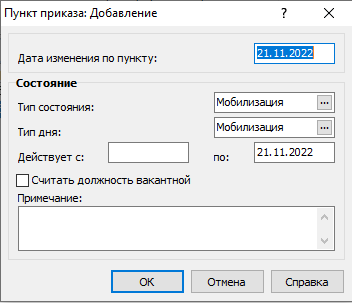 Пункт приказа: Добавление
Дата изменения по пункту: 21.11.2022
Состояние
Тип состояния: Мобилизация ...
Тип дня: Мобилизация ...
Действует с: по: 21.11.2022
Считать должность вакантной
Примечание:
ОК Отмена Справка